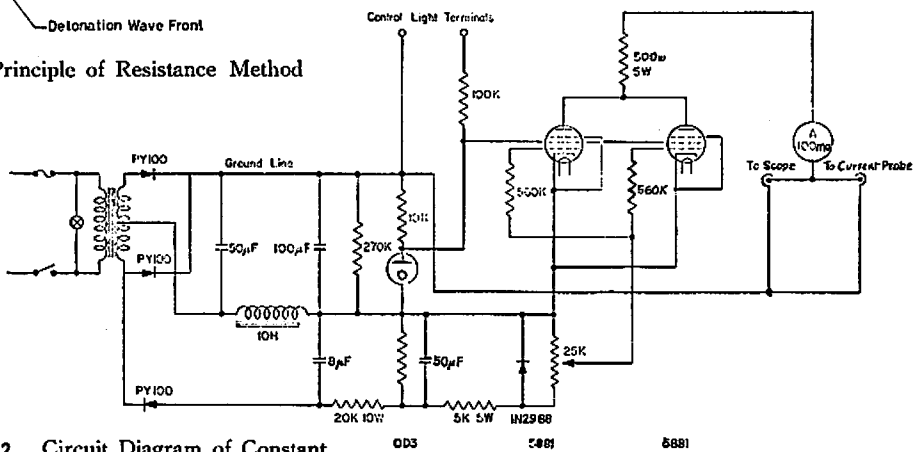 Detonation Wave Front
Principle of Resistance Method
Control Light Terminals
500w
5W
100K
A
100ma
To Scope
To Current Probe
PY100
Ground Line
560K
560K
10K
50µF
100µF
270K
PY100
10H
8µF
50µF
25K
PY100
20K 10W
5K 5W
1N2988
2 Circuit Diagram of Constant
OD3
5881
5881